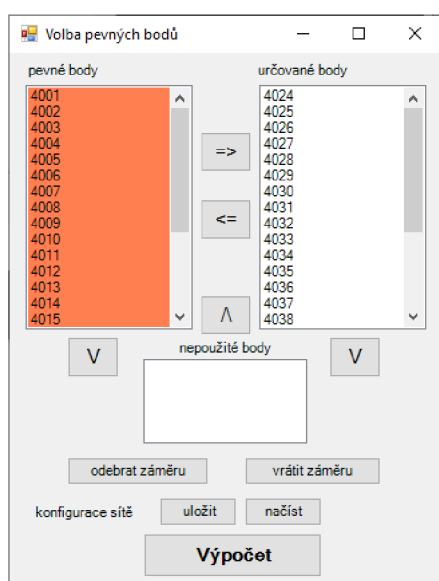 Volba pevných bodů
pevné body
určované body
4001
4002
4003
4004
4005
4006
4007
4008
4009
4010
4011
4012
4013
4014
4015
4024
4025
4026
4027
4028
4029
4030
4031
4032
4033
4034
4035
4036
4037
4038
=>
<=
/\
V
nepoužité body
V
odebrat záměru
vrátit záměru
konfigurace sítě
uložit
načíst
Výpočet